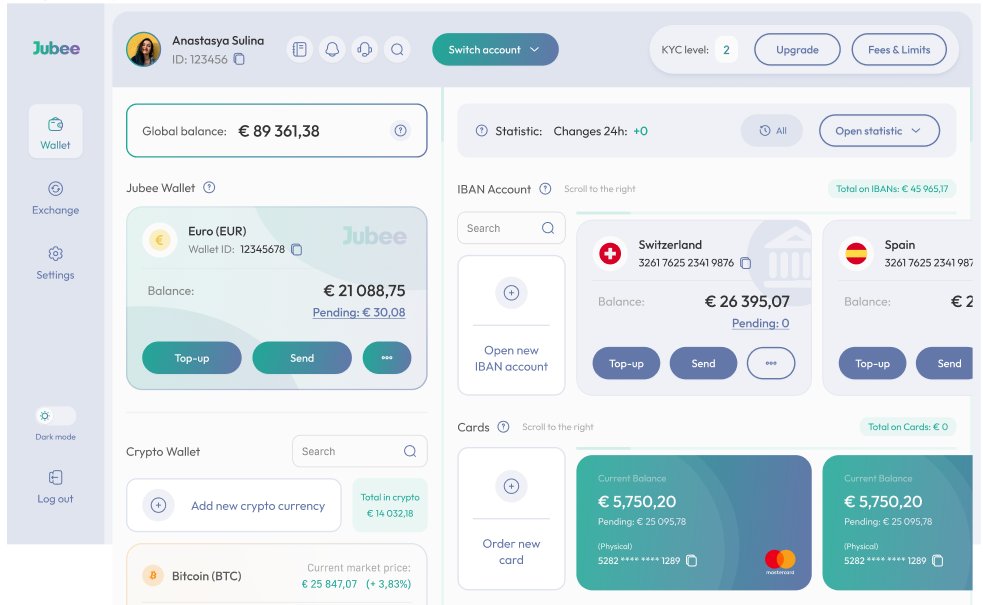 Jubee
Anastasya Sulina
ID: 123456
Switch account
KYC level: 2
Upgrade
Fees & Limits
Wallet
Exchange
Settings
Dark mode
Log out
Global balance: € 89 361,38
?
Jubee Wallet ?
€
Euro (EUR)
Wallet ID: 12345678
Jubee
Balance: € 21 088,75
Pending: € 30,08
Top-up
Send
Crypto Wallet
Search
Add new crypto currency
Total in crypto
€ 14 032,18
Bitcoin (BTC)
Current market price:
€ 25 847,07 (+ 3,83%)
? Statistic: Changes 24h: +0
All
Open statistic
IBAN Account ? Scroll to the right
Total on IBANs: € 45 965,17
Search
Open new
IBAN account
Switzerland
3261 7625 2341 9876
Balance: € 26 395,07
Pending: 0
Top-up
Send
Spain
3261 7625 2341 987
Balance: € 2
Top-up
Send
Cards ? Scroll to the right
Total on Cards: € 0
Order new
card
Current Balance
€ 5,750,20
Pending: € 25 095,78
(Physical)
5282 **** **** 1289
mastercard
Current Balance
€ 5,750,20
Pending: € 25 095,78
(Physical)
5282 **** **** 1289